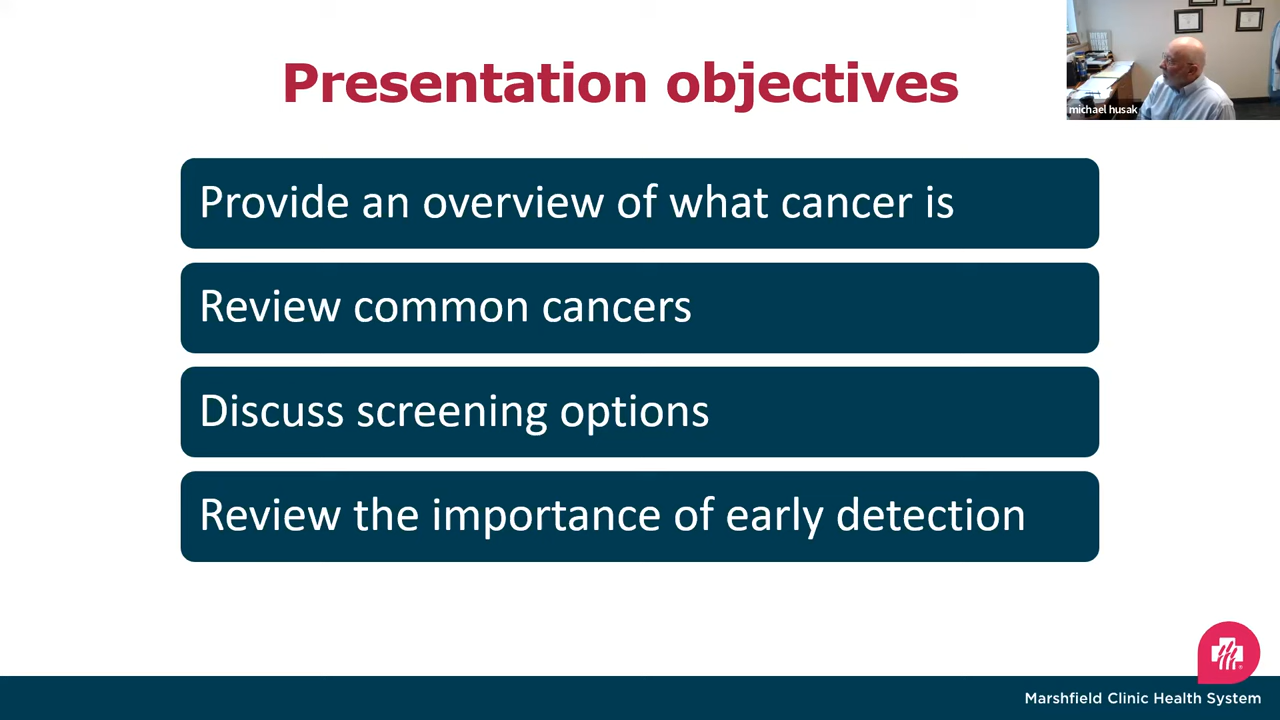 Presentation objectives
michael husak
Provide an overview of what cancer is
Review common cancers
Discuss screening options
Review the importance of early detection
Marshfield Clinic Health System